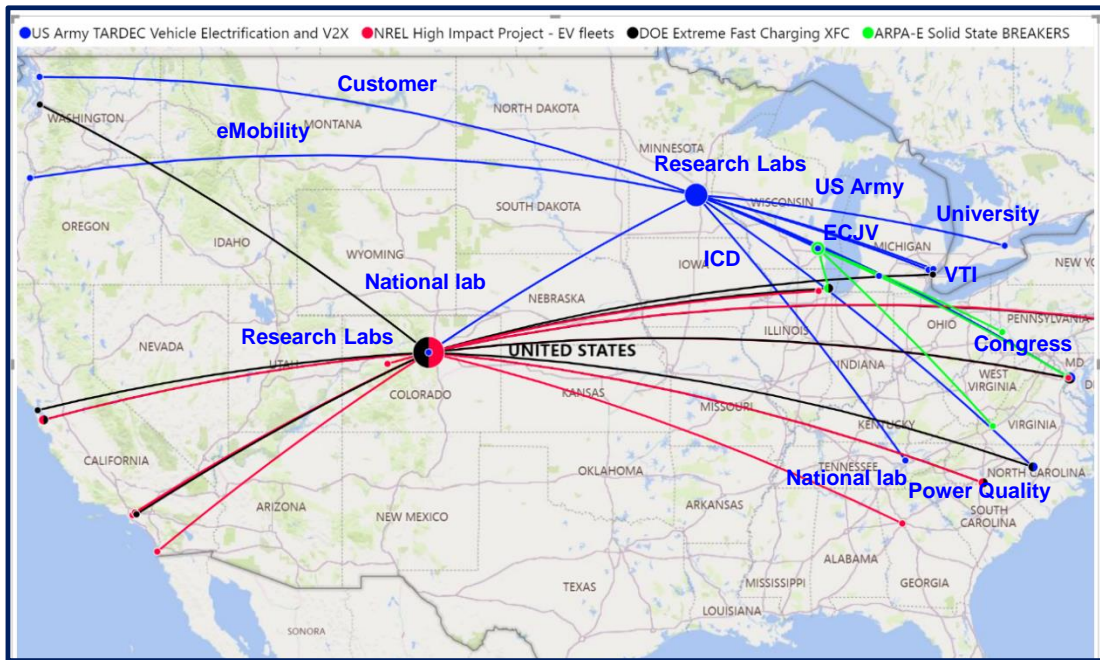 US Army TARDEC Vehicle Electrification and V2X NREL High Impact Project - EV fleets DOE Extreme Fast Charging XFC ARPA-E Solid State BREAKERS
Customer
NORTH DAKOTA
WASHINGTON
eMobility
MONTANA
MINNESOTA
Research Labs
US Army
WISCONSIN
SOUTH DAKOTA
University
OREGON
IDAHO
ECJV
MICHIGAN
WYOMING
ICD
IOWA
VTI
NEW YO
National lab
NEBRASKA
PENNSYLVANIA
OHIO
ILLINOIS
Research Labs
NEVADA
UNITED STATES
Congress
UTAH
INDIANA
MD
WEST
VIRGINIA
DE
COLORADO
KANSAS
MISSOURI
KENTUCKY
VIRGINIA
CALIFORNIA
TENNESSEE
NORTH CAROLINA
OKLAHOMA
National lab
Power Quality
ARIZONA
NEW MEXICO
ARKANSAS
SOUTH
CAROLINA
ALABAMA
MISSISSIPPI
GEORGIA
TEXAS
LOUISIANA
SONORA